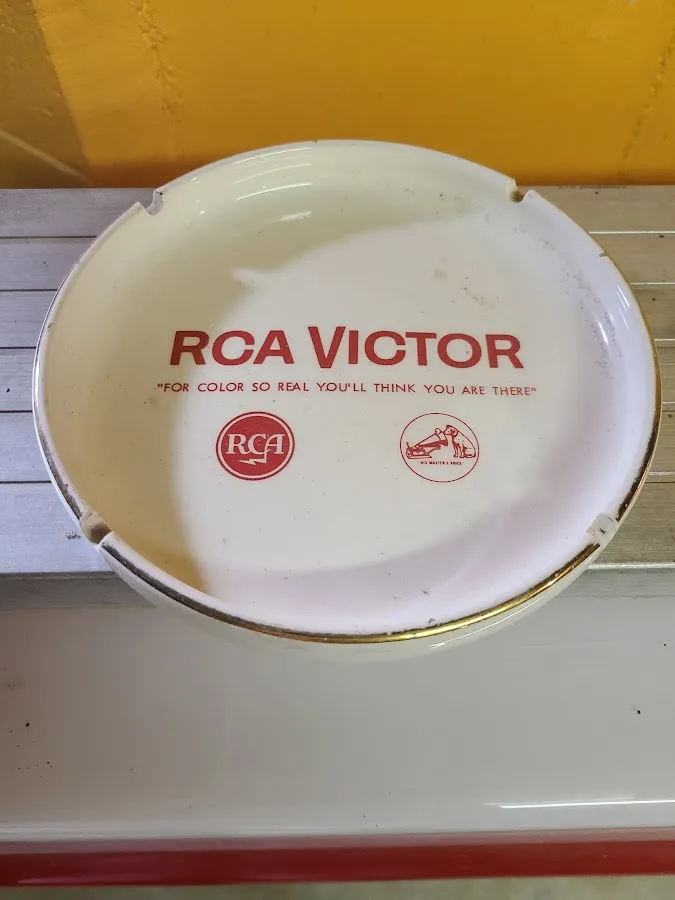 RCA VICTOR
"FOR COLOR SO REAL YOU'LL THINK YOU ARE THERE"
RCA
HIS MASTER'S VOICE